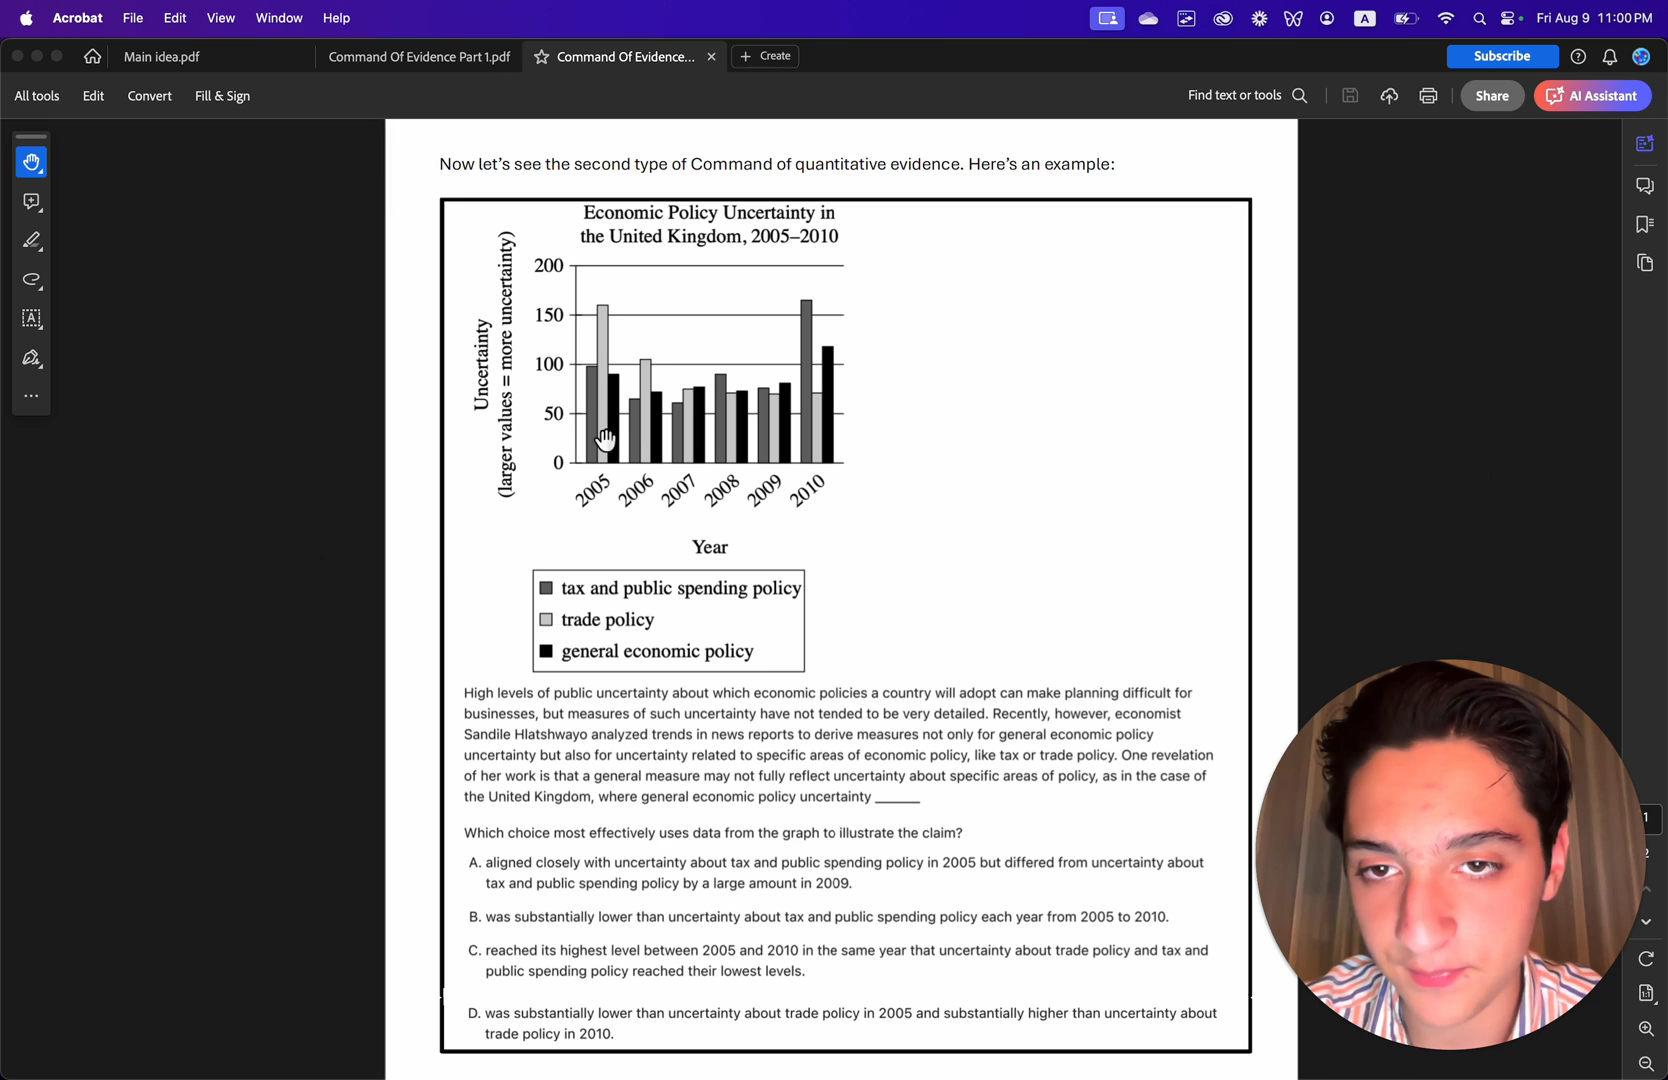 Acrobat File Edit View Window Help
A Fri Aug 9 11:00 PM
Main idea.pdf Command Of Evidence Part 1.pdf Command Of Evidence... Create Subscribe
All tools Edit Convert Fill & Sign Find text or tools Share AI Assistant
Now let's see the second type of Command of quantitative evidence. Here's an example:
Economic Policy Uncertainty in
the United Kingdom, 2005–2010
Uncertainty
(larger values = more uncertainty)
200
150
100
50
0
2005 2006 2007 2008 2009 2010
Year
tax and public spending policy
trade policy
general economic policy
High levels of public uncertainty about which economic policies a country will adopt can make planning difficult for
businesses, but measures of such uncertainty have not tended to be very detailed. Recently, however, economist
Sandile Hlatshwayo analyzed trends in news reports to derive measures not only for general economic policy
uncertainty but also for uncertainty related to specific areas of economic policy, like tax or trade policy. One revelation
of her work is that a general measure may not fully reflect uncertainty about specific areas of policy, as in the case of
the United Kingdom, where general economic policy uncertainty ______
Which choice most effectively uses data from the graph to illustrate the claim?
A. aligned closely with uncertainty about tax and public spending policy in 2005 but differed from uncertainty about
tax and public spending policy by a large amount in 2009.
B. was substantially lower than uncertainty about tax and public spending policy each year from 2005 to 2010.
C. reached its highest level between 2005 and 2010 in the same year that uncertainty about trade policy and tax and
public spending policy reached their lowest levels.
D. was substantially lower than uncertainty about trade policy in 2005 and substantially higher than uncertainty about
trade policy in 2010.
1
2
1:1